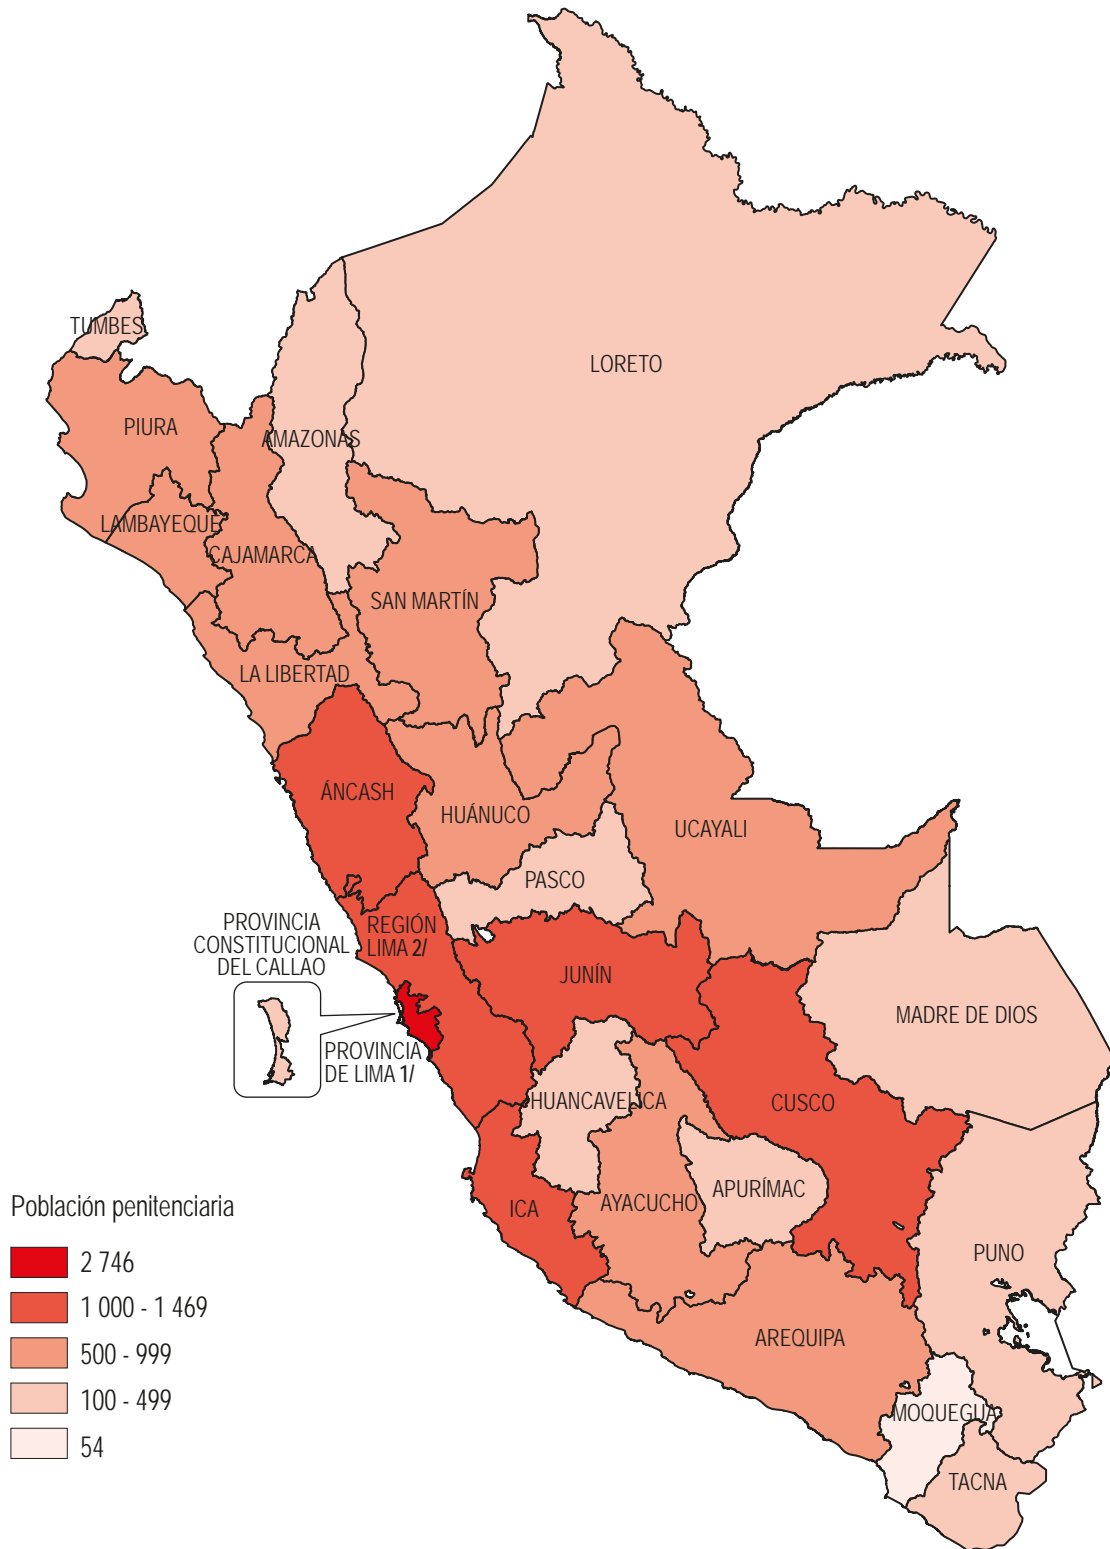 TUMBES
LORETO
PIURA
AMAZONAS
LAMBAYEQUE
CAJAMARCA
SAN MARTÍN
LA LIBERTAD
ÁNCASH
HUÁNUCO
UCAYALI
PASCO
PROVINCIA
CONSTITUCIONAL
DEL CALLAO
REGIÓN
LIMA 2/
JUNÍN
MADRE DE DIOS
PROVINCIA
DE LIMA 1/
HUANCAVELICA
CUSCO
APURÍMAC
ICA
AYACUCHO
PUNO
AREQUIPA
MOQUEGUA
TACNA
Población penitenciaria
2 746
1 000 - 1 469
500 - 999
100 - 499
54